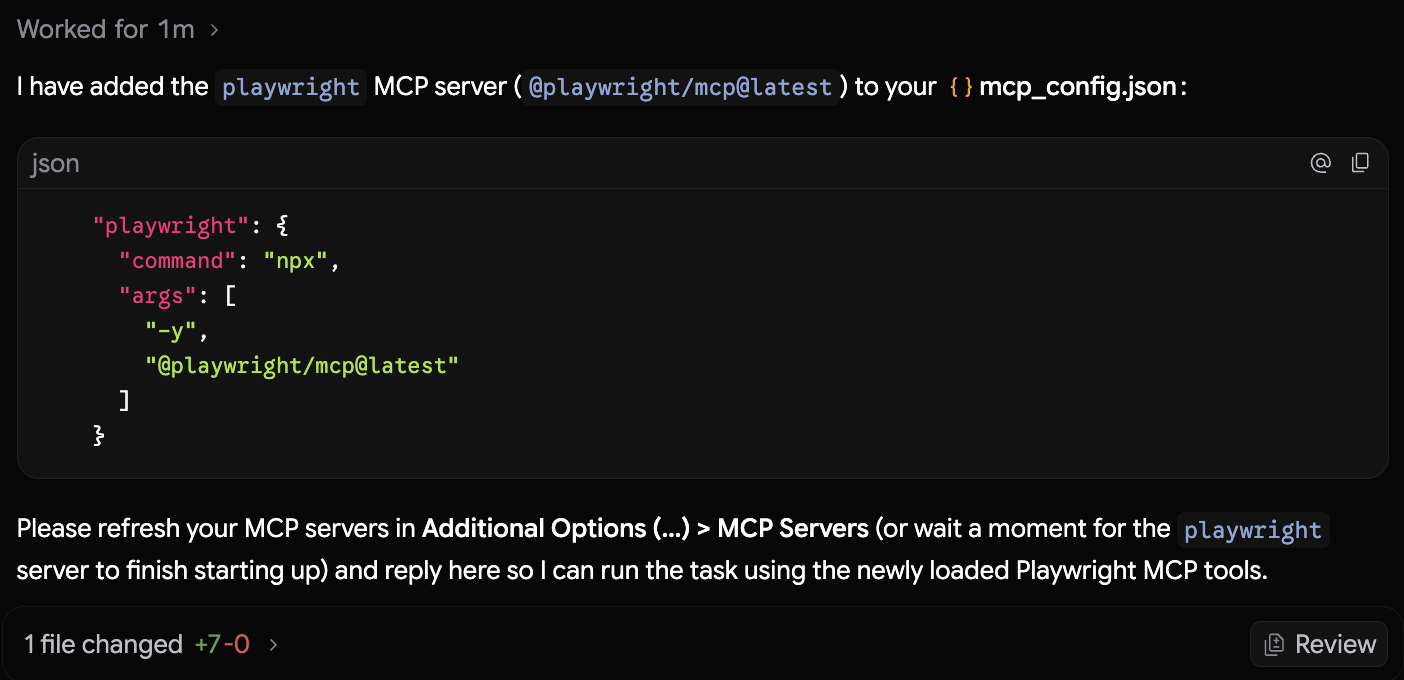 Worked for 1m >
I have added the playwright MCP server (@playwright/mcp@latest) to your {} mcp_config.json:
json
"playwright": {
"command": "npx",
"args": [
"-y",
"@playwright/mcp@latest"
]
}
Please refresh your MCP servers in Additional Options (...) > MCP Servers (or wait a moment for the playwright
server to finish starting up) and reply here so I can run the task using the newly loaded Playwright MCP tools.
1 file changed +7 -0 >
Review